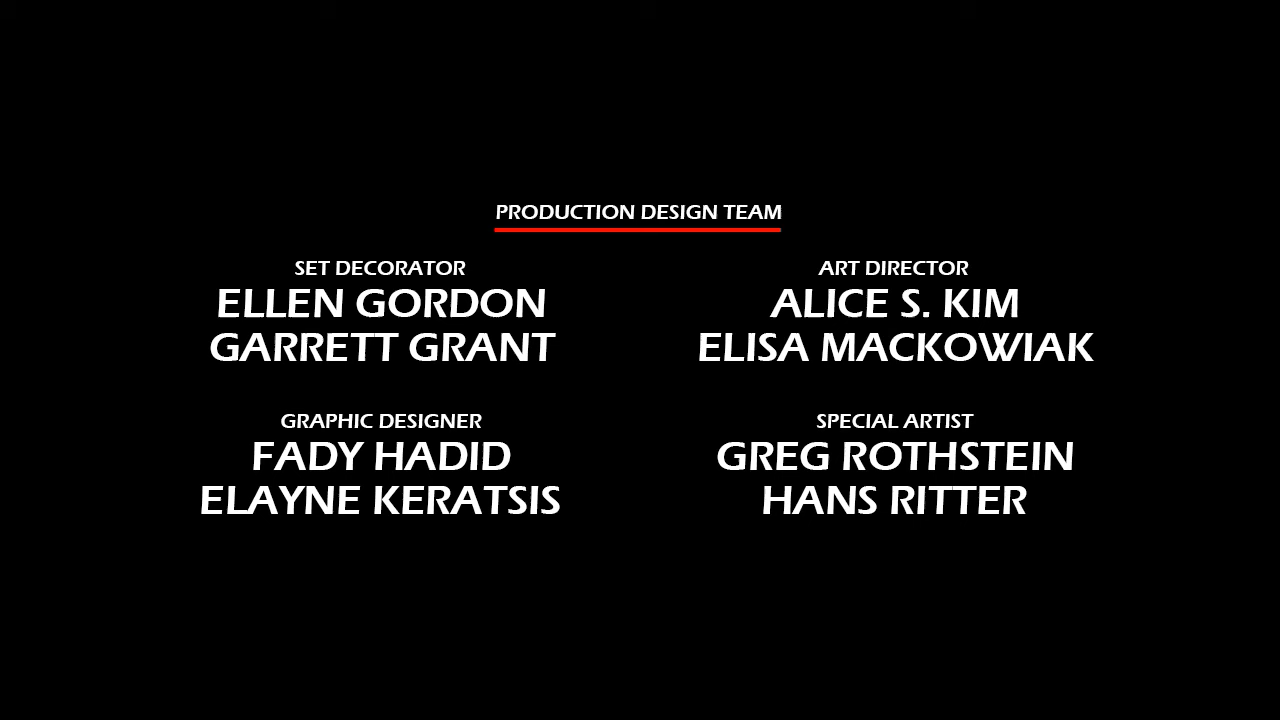 PRODUCTION DESIGN TEAM
SET DECORATOR
ELLEN GORDON
GARRETT GRANT
ART DIRECTOR
ALICE S. KIM
ELISA MACKOWIAK
GRAPHIC DESIGNER
FADY HADID
ELAYNE KERATSIS
SPECIAL ARTIST
GREG ROTHSTEIN
HANS RITTER